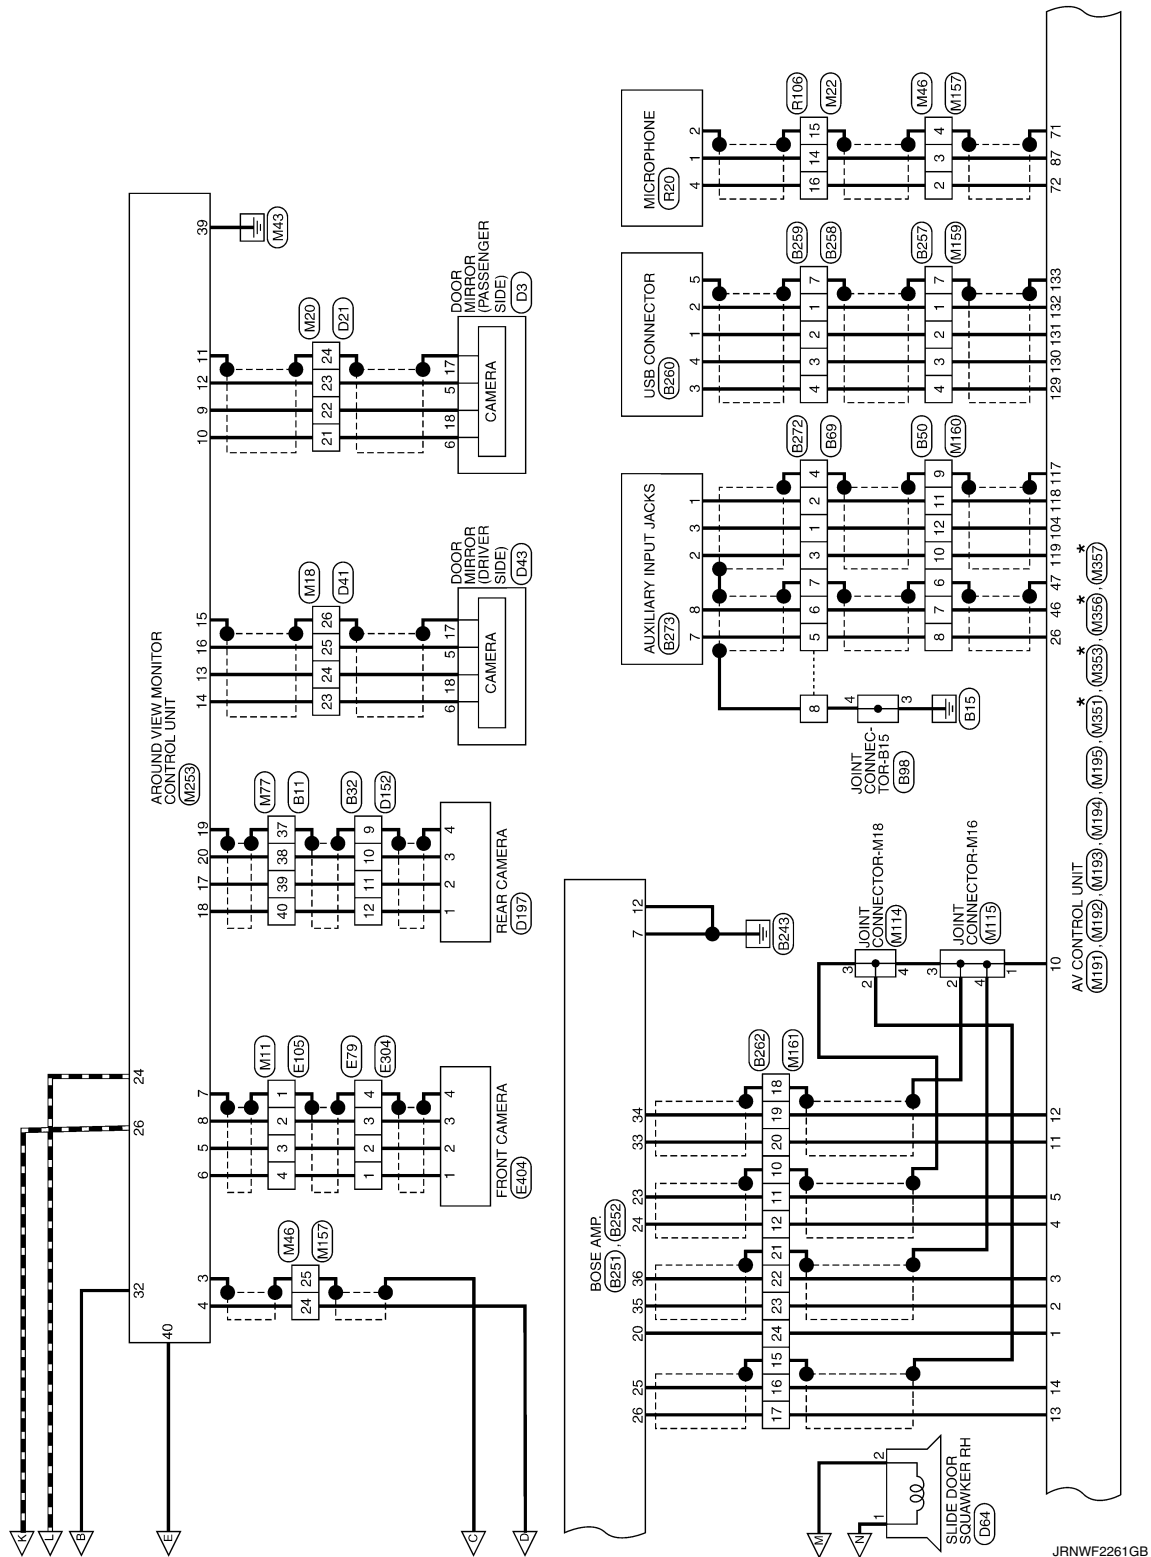 AROUND VIEW MONITOR
CONTROL UNIT
M253
24
26
32
40
3
4
7
8
5
6
19
20
17
18
15
16
13
14
11
12
9
10
39
M43
M46
M157
25
24
M11
E105
1
2
3
4
E79
E304
4
3
2
1
4
3
2
1
FRONT CAMERA
E404
M77
B11
37
38
39
40
B32
D152
9
10
11
12
4
3
2
1
REAR CAMERA
D197
M18
D41
26
25
24
23
17
5
18
6
DOOR
MIRROR
(DRIVER
SIDE)
D43
CAMERA
M20
D21
24
23
22
21
17
5
18
6
DOOR
MIRROR
(PASSENGER
SIDE)
D3
CAMERA
K
L
B
E
C
D
MICROPHONE
R20
2
1
4
R106
M22
15
14
16
M46
M157
4
3
2
71
87
72
USB CONNECTOR
B260
5
2
1
4
3
B259
B258
7
1
2
3
4
B257
M159
7
1
2
3
4
133
132
131
130
129
AUXILIARY INPUT JACKS
B273
1
3
2
8
7
B272
B69
4
2
1
3
7
6
5
8
B50
M160
9
11
12
10
6
7
8
117
118
104
119
47
46
26
4
3
JOINT
CONNEC-
TOR-B15
B98
B15
BOSE AMP.
B251 , B252
12
7
B243
34
33
23
24
36
35
20
25
26
B262
M161
18
19
20
10
11
12
21
22
23
24
15
16
17
JOINT
CONNECTOR-M18
M114
3
2
4
JOINT
CONNECTOR-M16
M115
3
2
4
1
10
12
11
5
4
3
2
1
14
13
AV CONTROL UNIT
M191 , M192 , M193 , M194 , M195 , M351 * , M353 * , M356 * , M357 *
SLIDE DOOR
SQUAWKER RH
D64
2
1
M
N
JRNWF2261GB